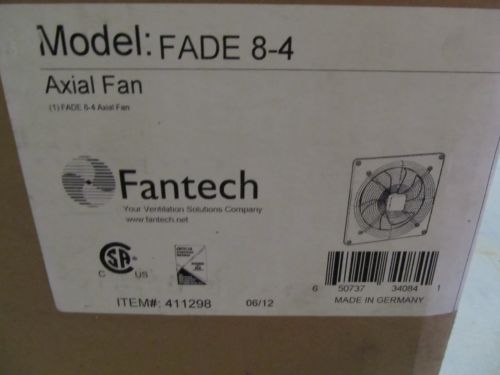 Model: FADE 8-4
Axial Fan
(1) FADE 8-4 Axial Fan
Fantech
Your Ventilation Solutions Company
www.fantech.net
C SA US
ITEM#: 411298 06/12
6 50737 34084 1
MADE IN GERMANY